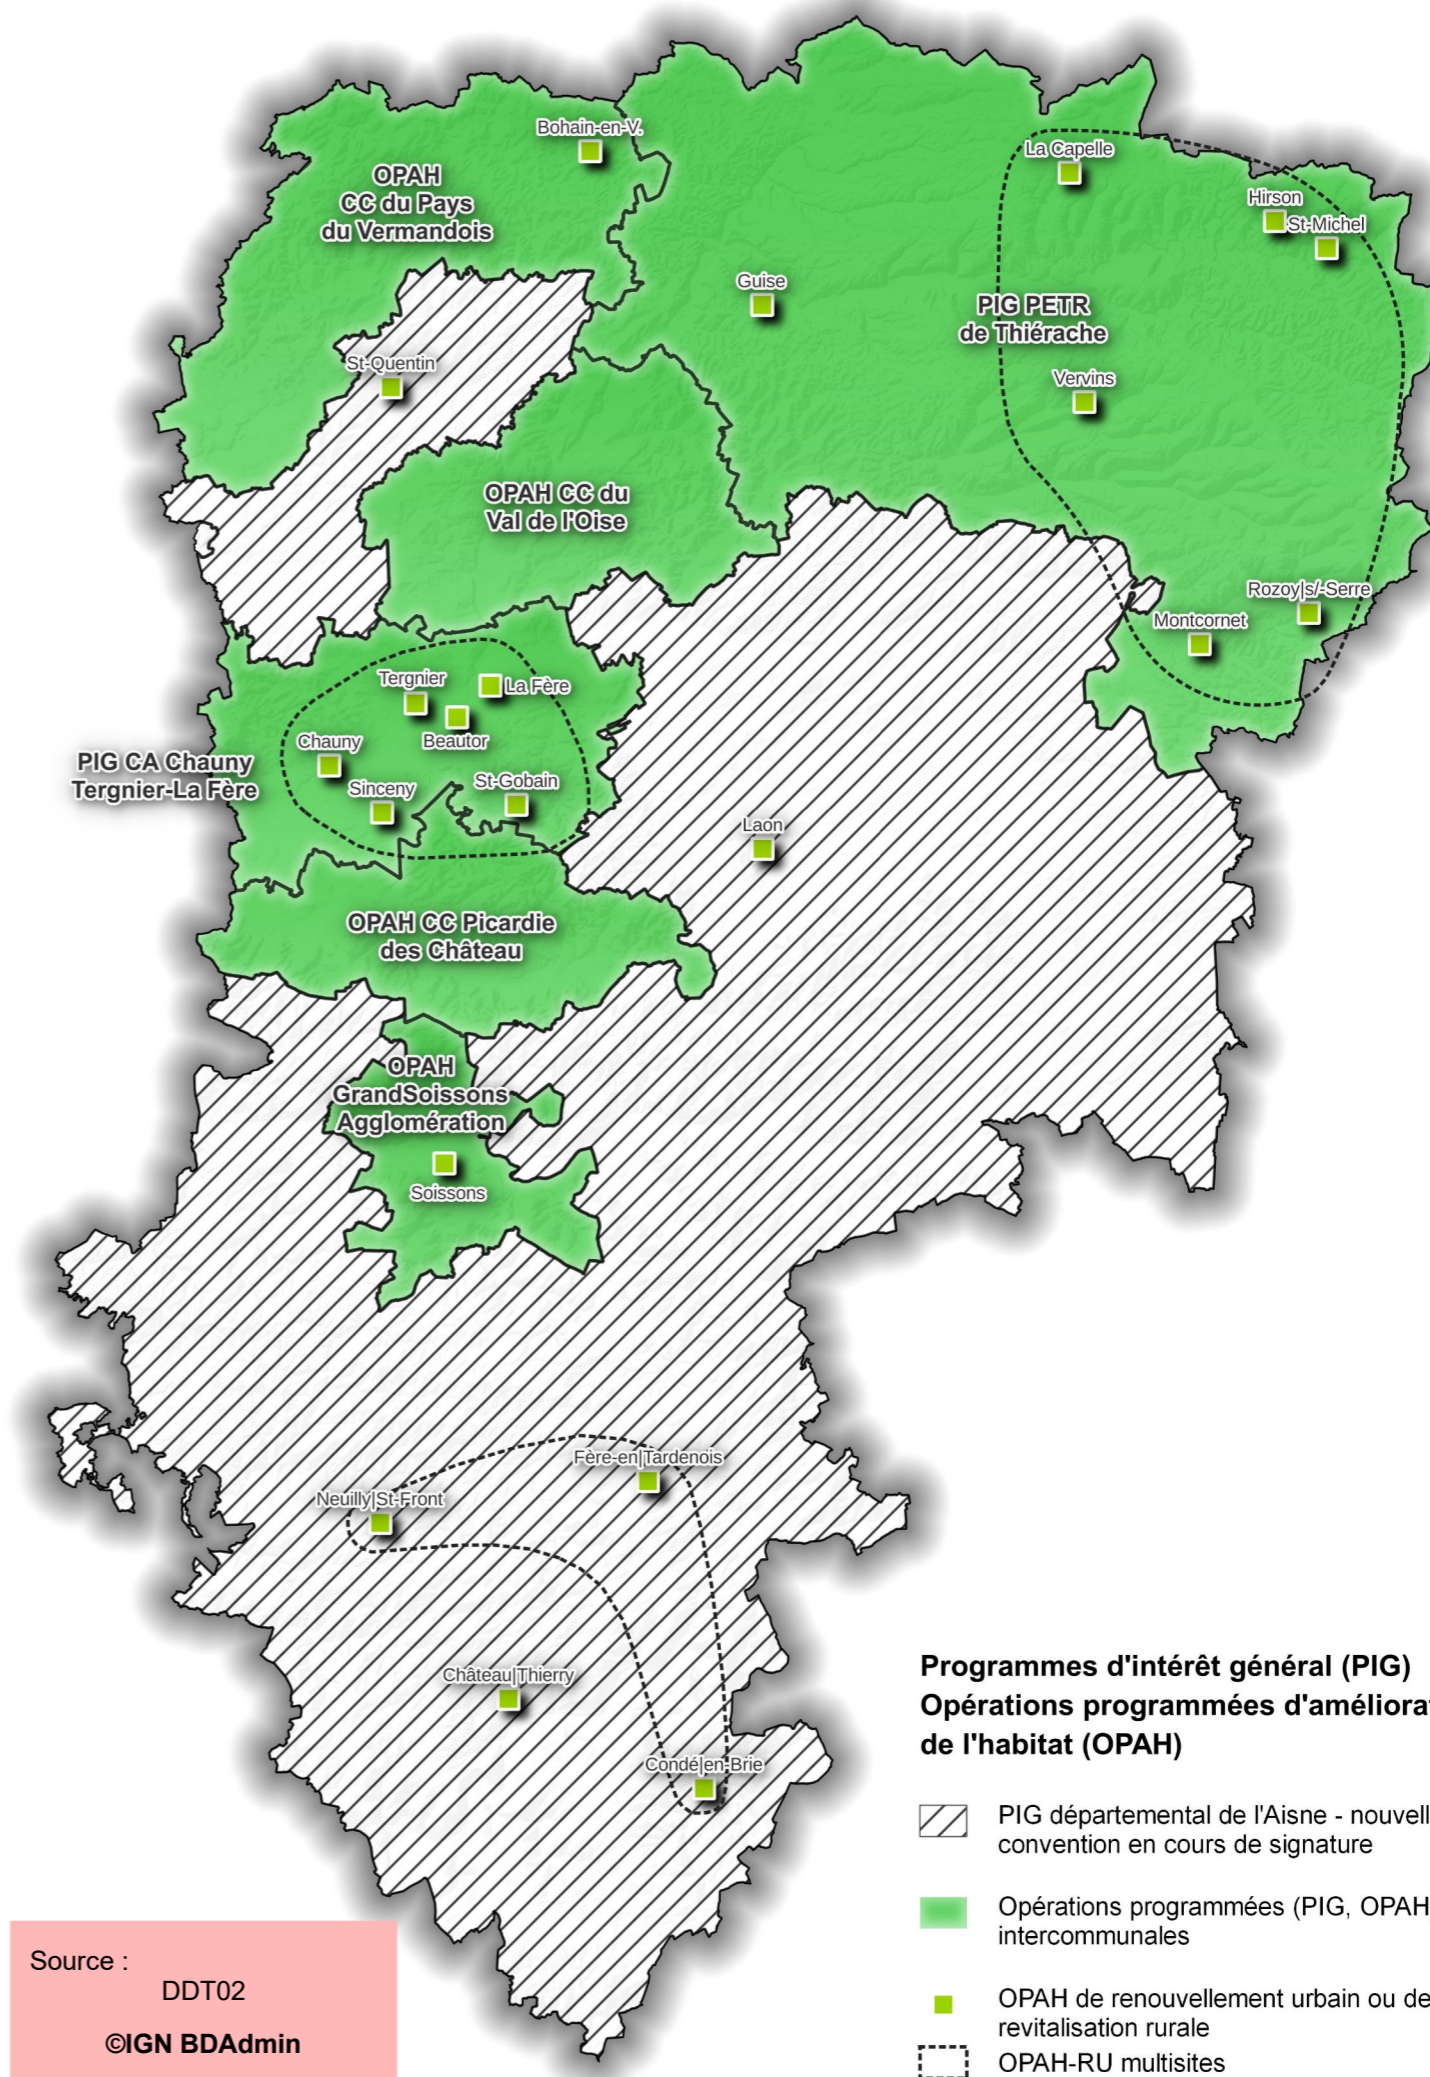 Bohain-en-V.
OPAH
CC du Pays
du Vermandois
La Capelle
Hirson
St-Michel
Guise
PIG PETR
de Thiérache
St-Quentin
Vervins
OPAH CC du
Val de l'Oise
Rozoy|s/-Serre
Montcornet
Tergnier
La Fère
Beautor
Chauny
PIG CA Chauny
Tergnier-La Fère
Sinceny
St-Gobain
Laon
OPAH CC Picardie
des Château
OPAH
GrandSoissons
Agglomération
Soissons
Fère-en|Tardenois
Neuilly|St-Front
Château|Thierry
Condé|en-Brie
Programmes d'intérêt général (PIG)
Opérations programmées d'améliorat
de l'habitat (OPAH)
PIG départemental de l'Aisne - nouvell
convention en cours de signature
Opérations programmées (PIG, OPAH
intercommunales
OPAH de renouvellement urbain ou de
revitalisation rurale
OPAH-RU multisites
Source :
DDT02
©IGN BDAdmin